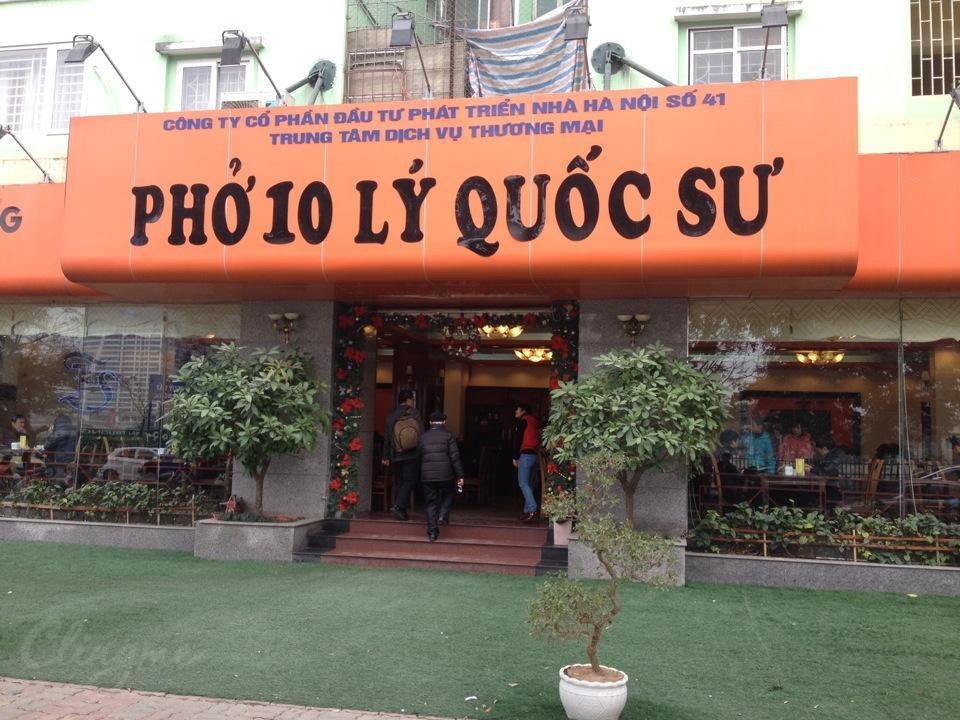 CÔNG TY CỔ PHẦN ĐẦU TƯ PHÁT TRIỂN NHÀ HÀ NỘI SỐ 41
TRUNG TÂM DỊCH VỤ THƯƠNG MẠI
PHỞ 10 LÝ QUỐC SƯ